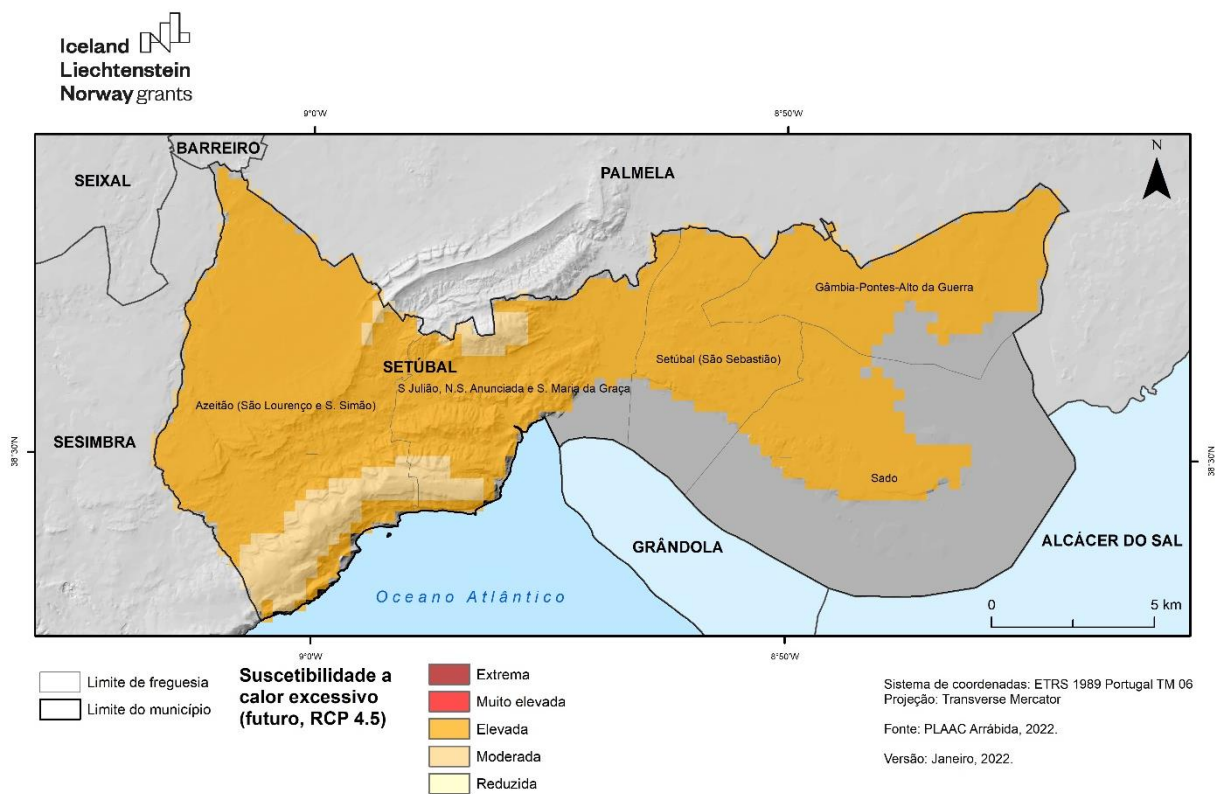 Iceland
Liechtenstein
Norway grants
9°0'W
8°50'W
BARREIRO
SEIXAL
PALMELA
N
Gâmbia-Pontes-Alto da Guerra
SETÚBAL
Setúbal (São Sebastião)
S Julião, N.S. Anunciada e S. Maria da Graça
Azeitão (São Lourenço e S. Simão)
SESIMBRA
38°30'N
38°30'N
Sado
GRÂNDOLA
ALCÁCER DO SAL
Oceano Atlântico
0
5 km
9°0'W
8°50'W
Limite de freguesia
Limite do município
Suscetibilidade a
calor excessivo
(futuro, RCP 4.5)
Extrema
Muito elevada
Elevada
Moderada
Reduzida
Sistema de coordenadas: ETRS 1989 Portugal TM 06
Projeção: Transverse Mercator
Fonte: PLAAC Arrábida, 2022.
Versão: Janeiro, 2022.